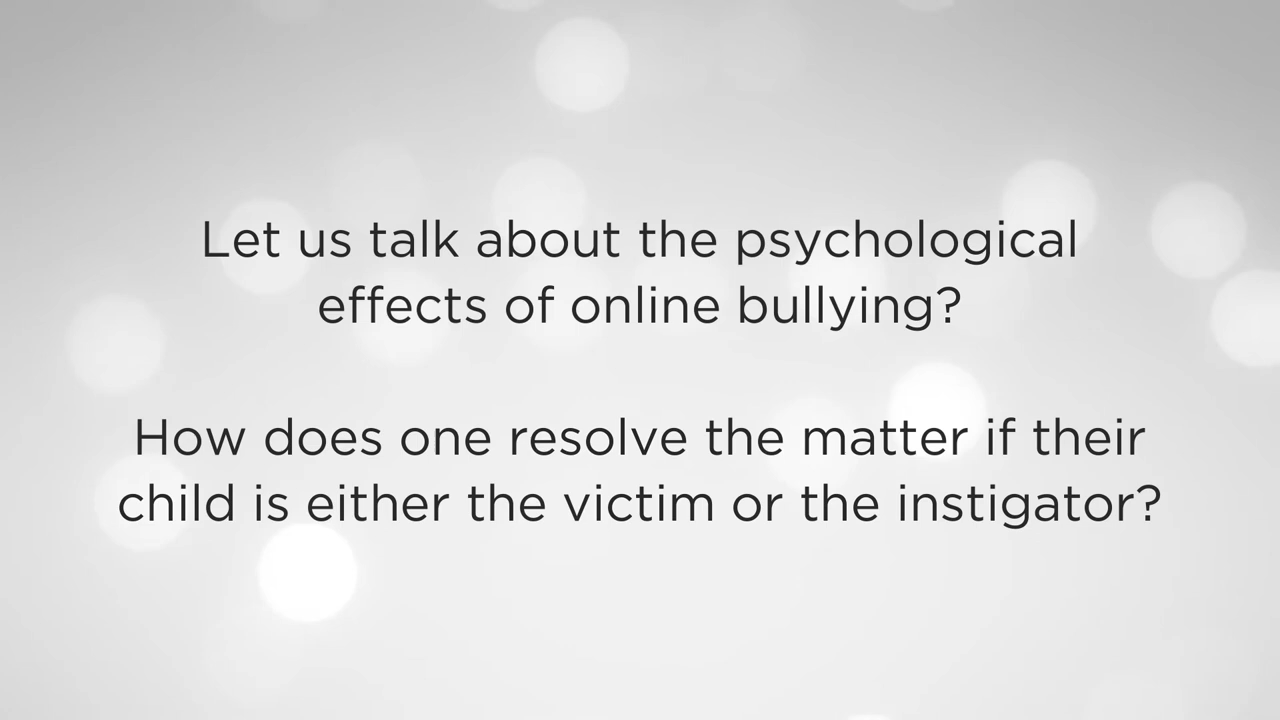 Let us talk about the psychological
effects of online bullying?
How does one resolve the matter if their
child is either the victim or the instigator?